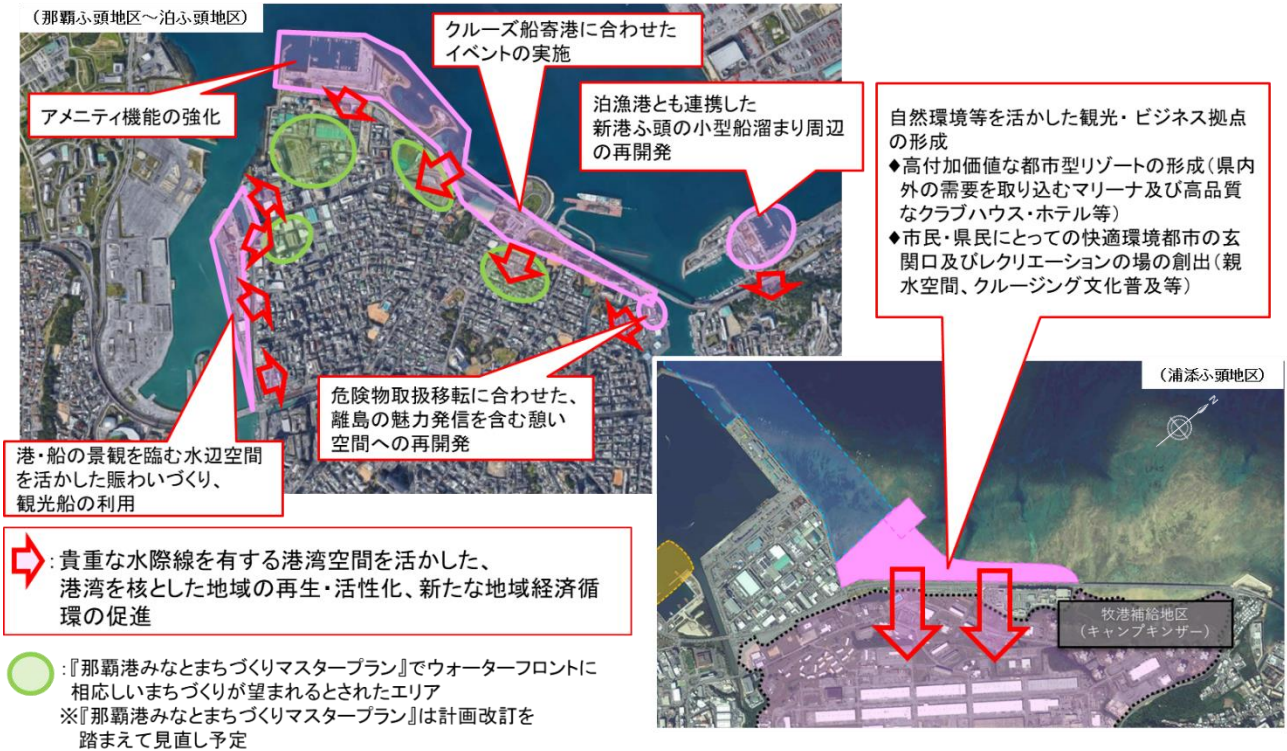 （那覇ふ頭地区～泊ふ頭地区）
クルーズ船寄港に合わせた
イベントの実施
アメニティ機能の強化
泊漁港とも連携した
新港ふ頭の小型船溜まり周辺
の再開発
自然環境等を活かした観光・ビジネス拠点
の形成
◆高付加価値な都市型リゾートの形成（県内
外の需要を取り込むマリーナ及び高品質
なクラブハウス・ホテル等）
◆市民・県民にとっての快適環境都市の玄
関口及びレクリエーションの場の創出（親
水空間、クルージング文化普及等）
危険物取扱移転に合わせた、
離島の魅力発信を含む憩い
空間への再開発
港・船の景観を臨む水辺空間
を活かした賑わいづくり、
観光船の利用
（浦添ふ頭地区）
N
牧港補給地区
（キャンプキンザー）
：貴重な水際線を有する港湾空間を活かした、
港湾を核とした地域の再生・活性化、新たな地域経済循
環の促進
：『那覇港みなとまちづくりマスタープラン』でウォーターフロントに
相応しいまちづくりが望まれるとされたエリア
※『那覇港みなとまちづくりマスタープラン』は計画改訂を
踏まえて見直し予定